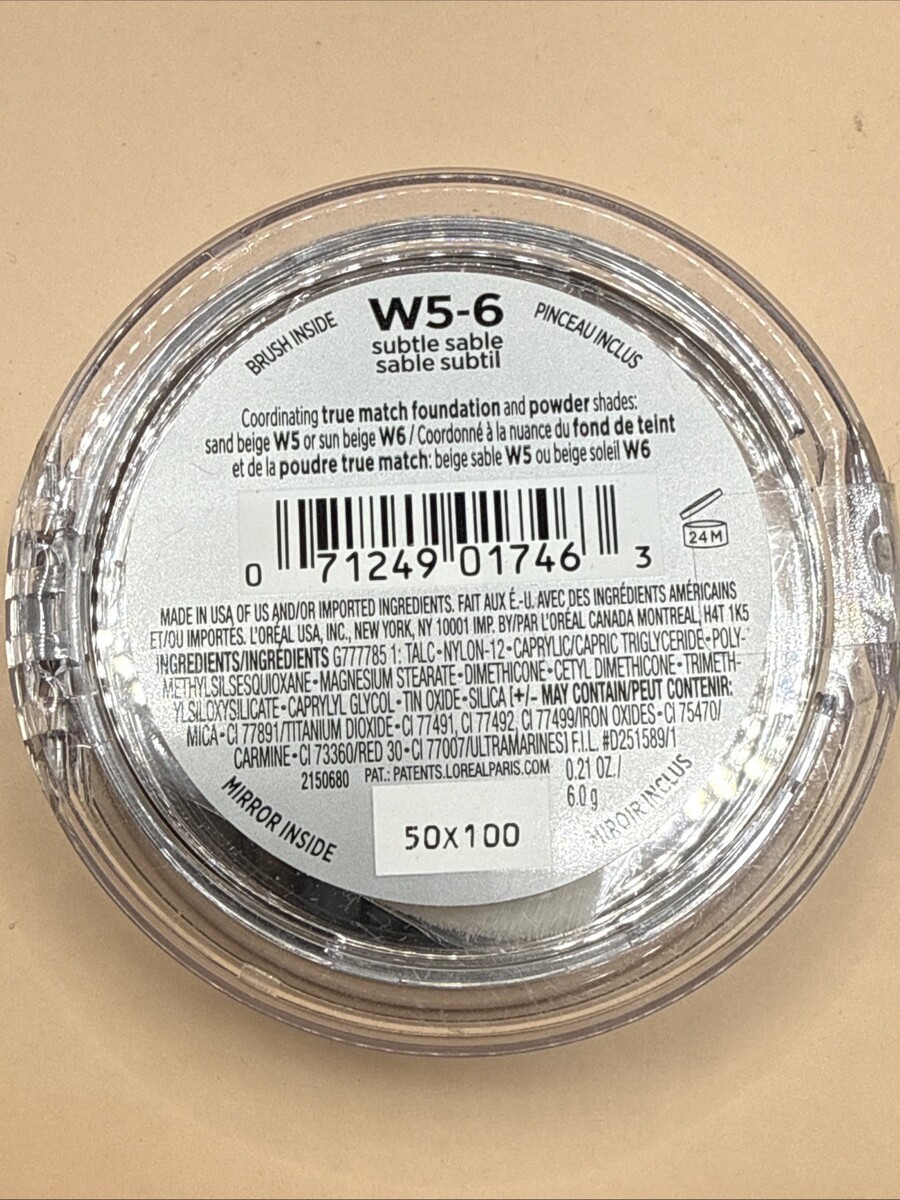 BRUSH INSIDE
W5-6
PINCEAU INCLUS
subtle sable
sable subtil
Coordinating true match foundation and powder shades:
sand beige W5 or sun beige W6 / Coordonné à la nuance du fond de teint
et de la poudre true match: beige sable W5 ou beige soleil W6
0 71249 01746 3
24 M
MADE IN USA OF US AND/OR IMPORTED INGREDIENTS. FAIT AUX É.-U. AVEC DES INGRÉDIENTS AMÉRICAINS
ET/OU IMPORTÉS. L'ORÉAL USA, INC., NEW YORK, NY 10001 IMP. BY/PAR L'ORÉAL CANADA MONTREAL, H4T 1K5
INGREDIENTS/INGRÉDIENTS G777785 1: TALC • NYLON-12 • CAPRYLIC/CAPRIC TRIGLYCERIDE • POLY-
METHYLSILSESQUIOXANE • MAGNESIUM STEARATE • DIMETHICONE • CETYL DIMETHICONE • TRIMETH-
YLSILOXYSILICATE • CAPRYLYL GLYCOL • TIN OXIDE • SILICA [+/- MAY CONTAIN/PEUT CONTENIR:
MICA • CI 77891/TITANIUM DIOXIDE • CI 77491, CI 77492, CI 77499/IRON OXIDES • CI 75470/
CARMINE • CI 73360/RED 30 • CI 77007/ULTRAMARINES] F.I.L. #D251589/1
2150680 PAT.: PATENTS.LOREALPARIS.COM 0.21 OZ./
6.0 g
MIRROR INSIDE
MIROIR INCLUS
50X100